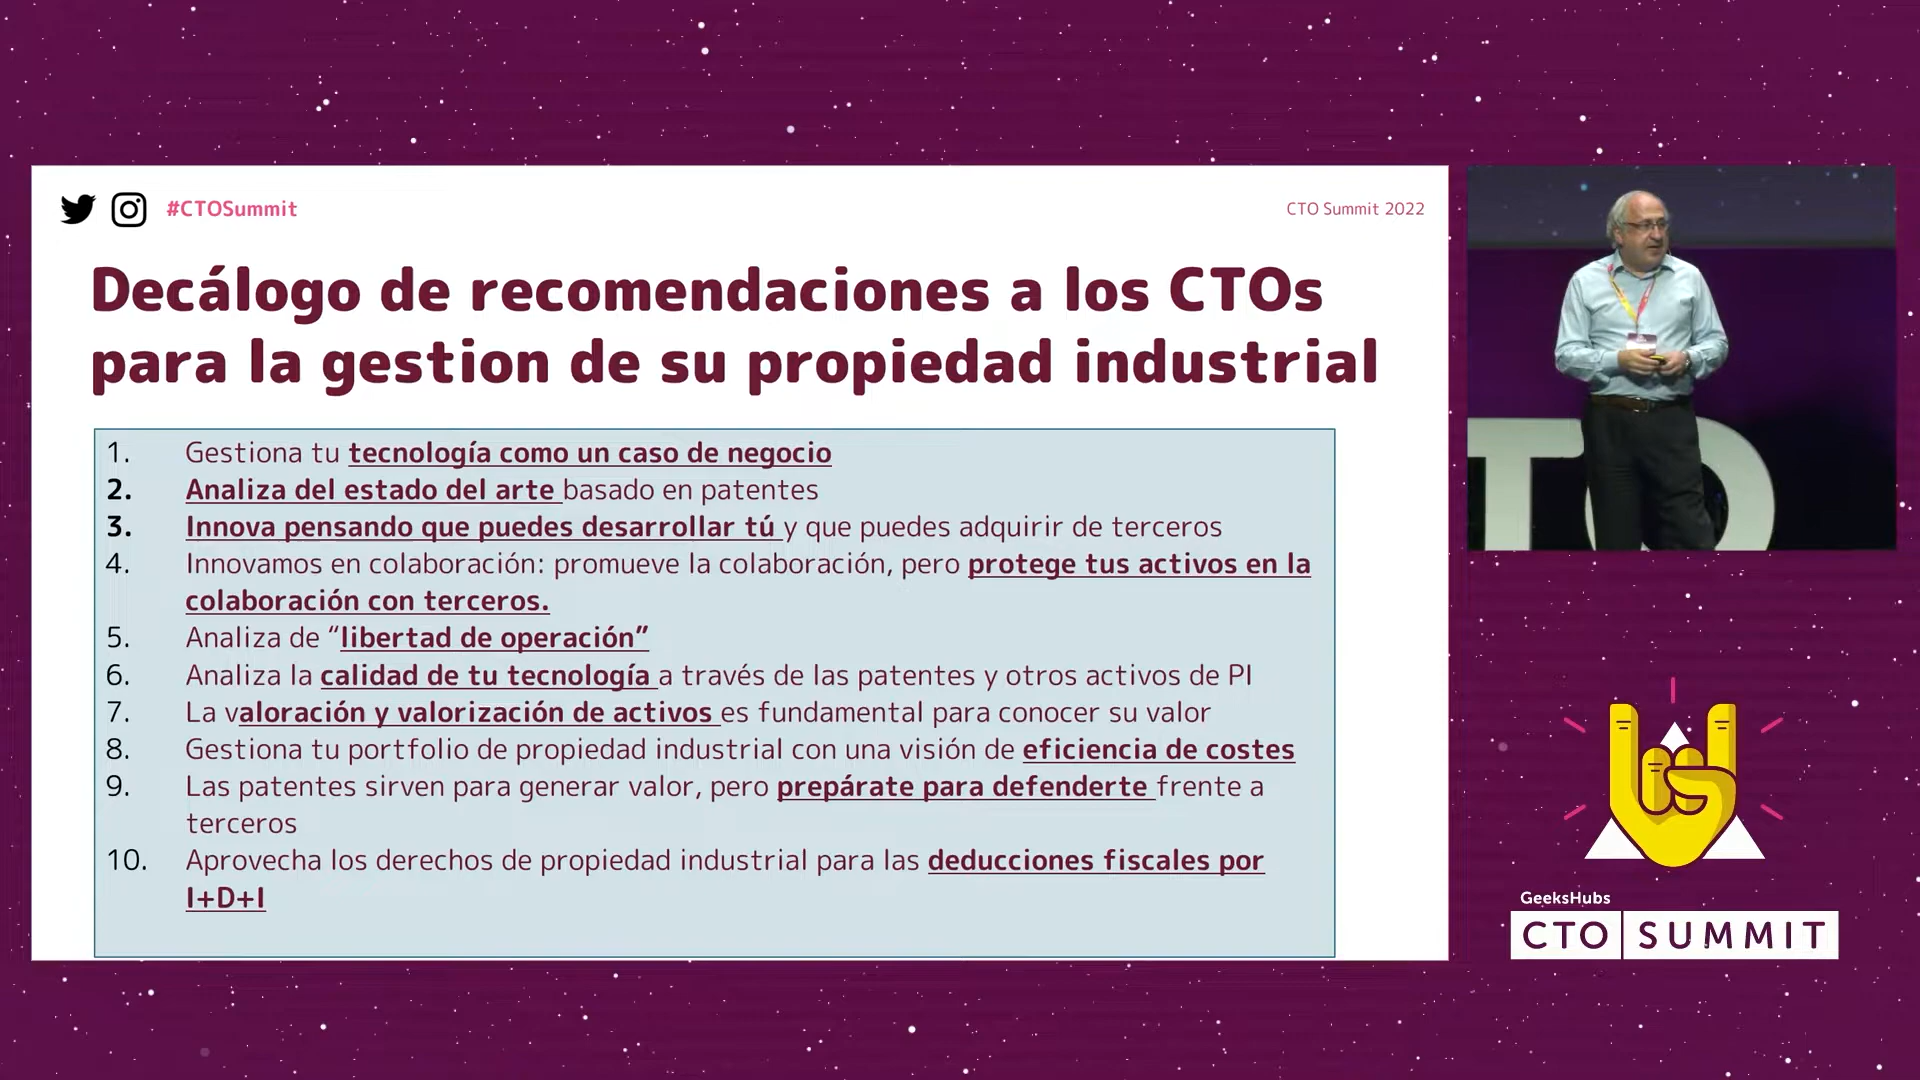 #CTOSummit
CTO Summit 2022
Decálogo de recomendaciones a los CTOs
para la gestion de su propiedad industrial
1. Gestiona tu tecnología como un caso de negocio
2. Analiza del estado del arte basado en patentes
3. Innova pensando que puedes desarrollar tú y que puedes adquirir de terceros
4. Innovamos en colaboración: promueve la colaboración, pero protege tus activos en la
colaboración con terceros.
5. Analiza de “libertad de operación”
6. Analiza la calidad de tu tecnología a través de las patentes y otros activos de PI
7. La valoración y valorización de activos es fundamental para conocer su valor
8. Gestiona tu portfolio de propiedad industrial con una visión de eficiencia de costes
9. Las patentes sirven para generar valor, pero prepárate para defenderte frente a
terceros
10. Aprovecha los derechos de propiedad industrial para las deducciones fiscales por
I+D+I
TO
GeeksHubs
CTO SUMMIT